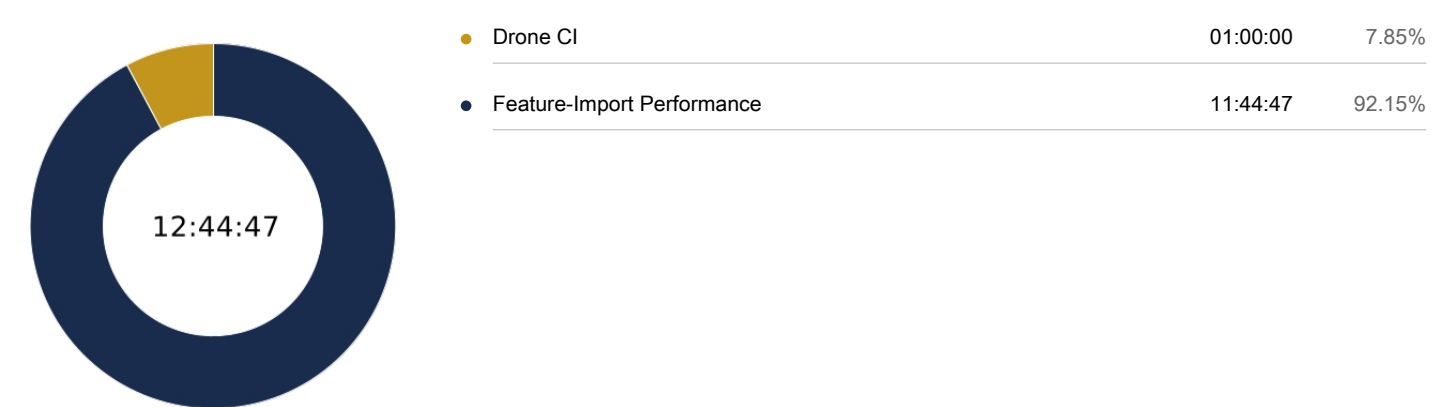 Drone CI 01:00:00 7.85%
Feature-Import Performance 11:44:47 92.15%
12:44:47